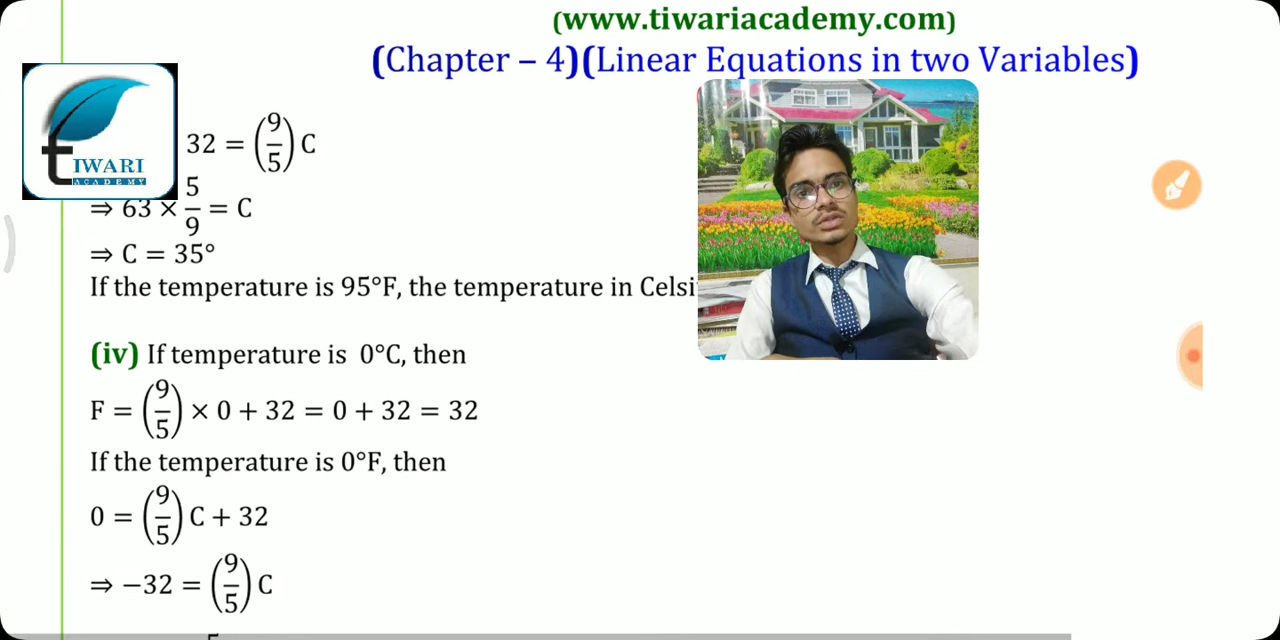 (www.tiwariacademy.com)
(Chapter – 4)(Linear Equations in two Variables)
TIWARI
ACADEMY
32 = (9/5) C
⇒ 63 × 5/9 = C
⇒ C = 35°
If the temperature is 95°F, the temperature in
(iv) If temperature is 0°C, then
F = (9/5) × 0 + 32 = 0 + 32 = 32
If the temperature is 0°F, then
0 = (9/5) C + 32
⇒ −32 = (9/5) C